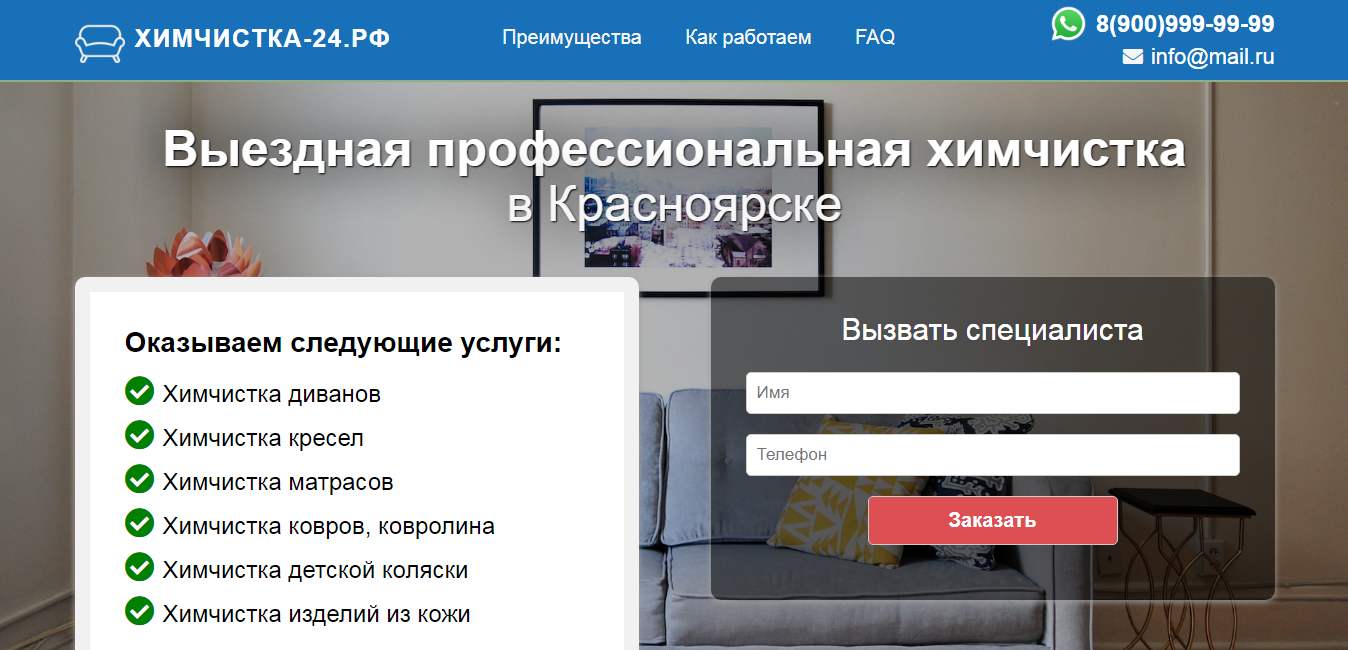 ХИМЧИСТКА-24.РФ
Преимущества
Как работаем
FAQ
8(900)999-99-99
info@mail.ru
Выездная профессиональная химчистка
в Красноярске
Оказываем следующие услуги:
Химчистка диванов
Химчистка кресел
Химчистка матрасов
Химчистка ковров, ковролина
Химчистка детской коляски
Химчистка изделий из кожи
Вызвать специалиста
Имя
Телефон
Заказать